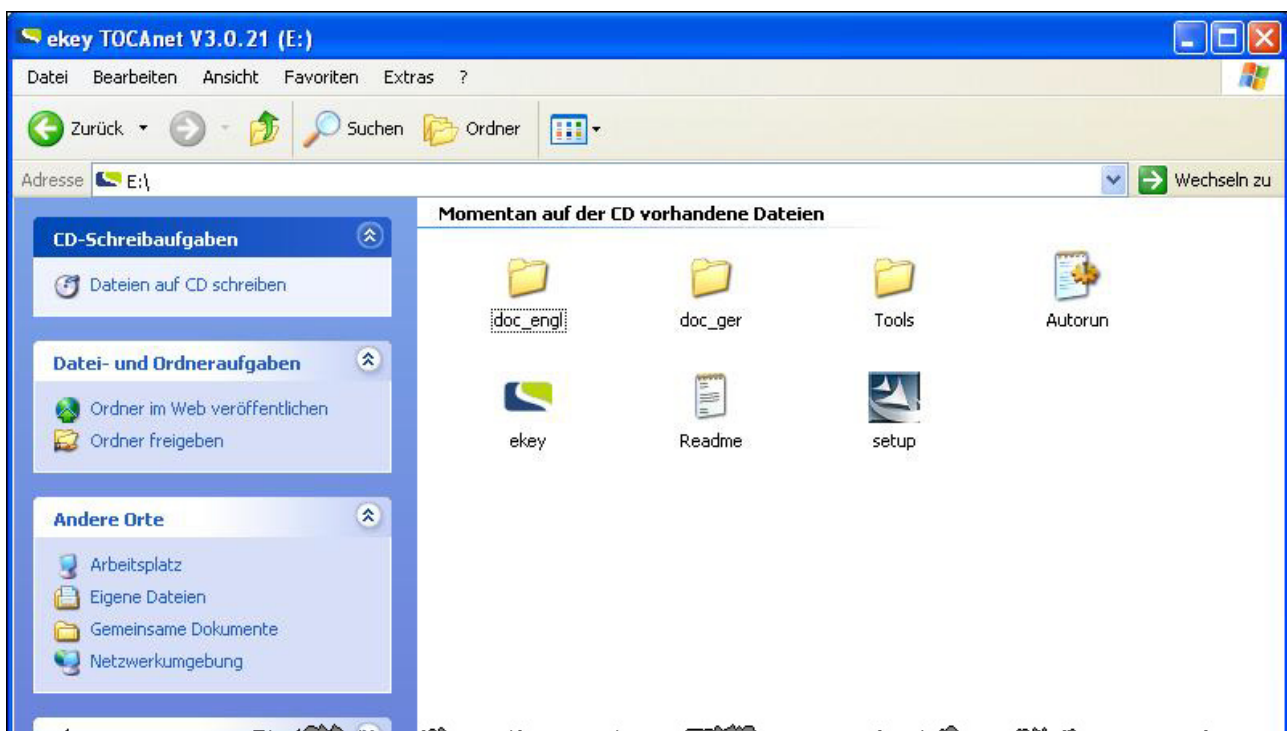 ekey TOCAnet V3.0.21 (E:)
Datei Bearbeiten Ansicht Favoriten Extras ?
Zurück Suchen Ordner
Adresse E:\ Wechseln zu
CD-Schreibaufgaben
Dateien auf CD schreiben
Datei- und Ordneraufgaben
Ordner im Web veröffentlichen
Ordner freigeben
Andere Orte
Arbeitsplatz
Eigene Dateien
Gemeinsame Dokumente
Netzwerkumgebung
Momentan auf der CD vorhandene Dateien
doc_engl doc_ger Tools Autorun
ekey Readme setup